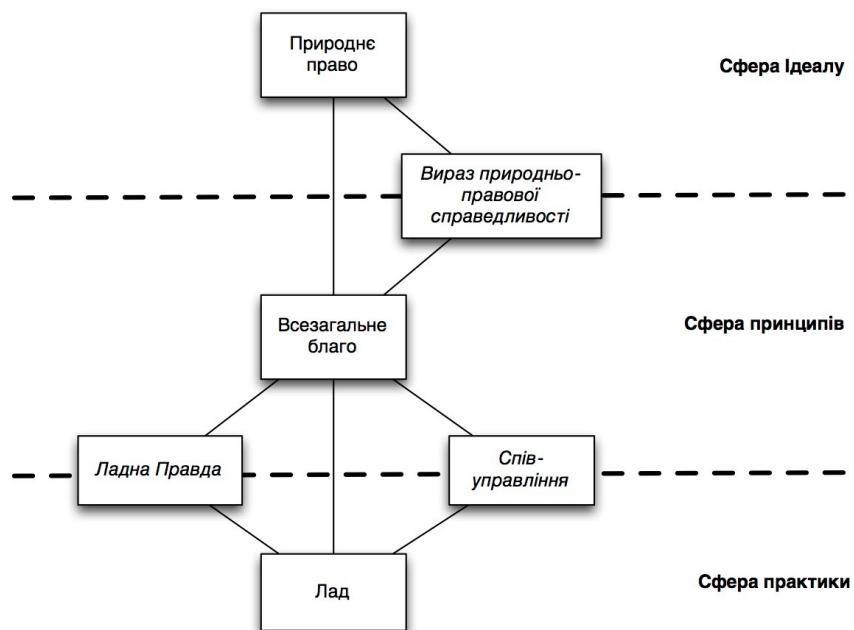 Природнє
право
Сфера Ідеалу
Вираз природньо-
правової
справедливості
Всезагальне
благо
Сфера принципів
Ладна Правда
Спів-
управління
Лад
Сфера практики